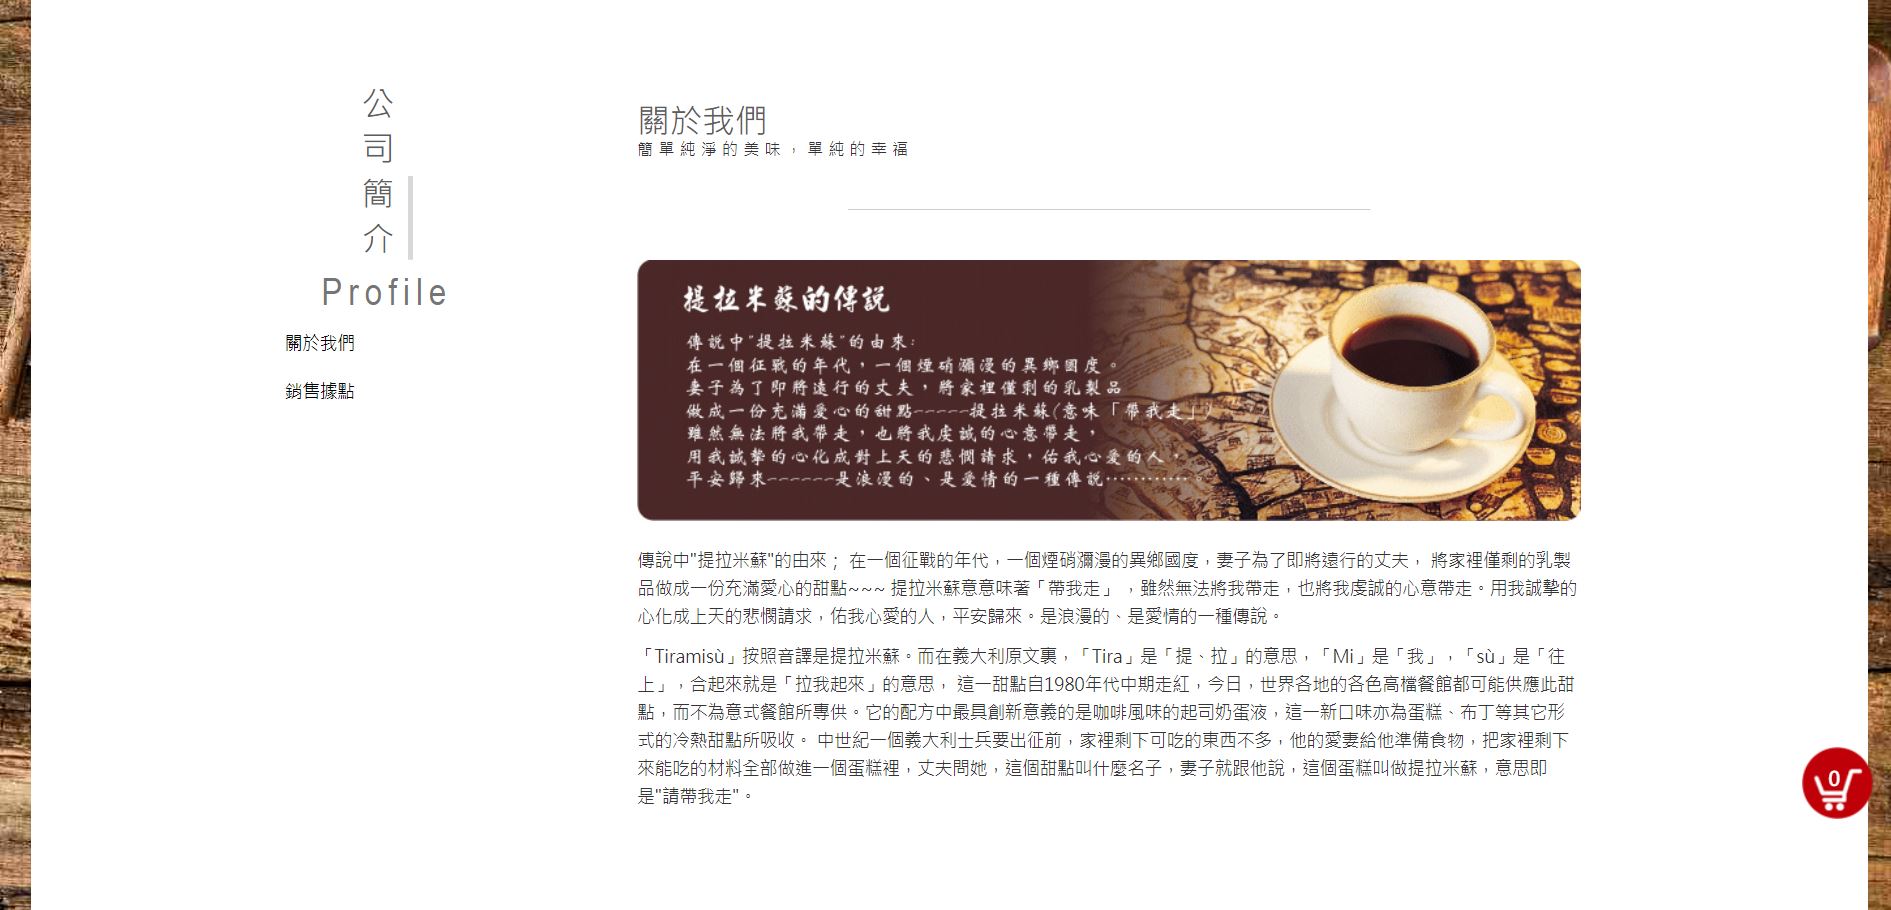 公
司
簡
介
Profile
關於我們
銷售據點
關於我們
簡單純淨的美味，單純的幸福
提拉米蘇的傳說
傳說中"提拉米蘇"的由來:
在一個征戰的年代，一個煙硝瀰漫的異鄉國度。
妻子為了即將遠行的丈夫，將家裡僅剩的乳製品
做成一份充滿愛心的甜點-----提拉米蘇(意味「帶我走」)
雖然無法將我帶走，也將我虔誠的心意帶走，
用我誠摯的心化成對上天的悲憫請求，佑我心愛的人，
平安歸來------是浪漫的、是愛情的一種傳說…………。
傳說中"提拉米蘇"的由來； 在一個征戰的年代，一個煙硝瀰漫的異鄉國度，妻子為了即將遠行的丈夫， 將家裡僅剩的乳製
品做成一份充滿愛心的甜點~~~ 提拉米蘇意意味著「帶我走」 ，雖然無法將我帶走，也將我虔誠的心意帶走。用我誠摯的
心化成上天的悲憫請求，佑我心愛的人，平安歸來。是浪漫的、是愛情的一種傳說。
「Tiramisù」按照音譯是提拉米蘇。而在義大利原文裏，「Tira」是「提、拉」的意思，「Mi」是「我」，「sù」是「往
上」，合起來就是「拉我起來」的意思， 這一甜點自1980年代中期走紅，今日，世界各地的各色高檔餐館都可能供應此甜
點，而不為意式餐館所專供。它的配方中最具創新意義的是咖啡風味的起司奶蛋液，這一新口味亦為蛋糕、布丁等其它形
式的冷熱甜點所吸收。 中世紀一個義大利士兵要出征前，家裡剩下可吃的東西不多，他的愛妻給他準備食物，把家裡剩下
來能吃的材料全部做進一個蛋糕裡，丈夫問她，這個甜點叫什麼名子，妻子就跟他說，這個蛋糕叫做提拉米蘇，意思即
是"請帶我走"。
0